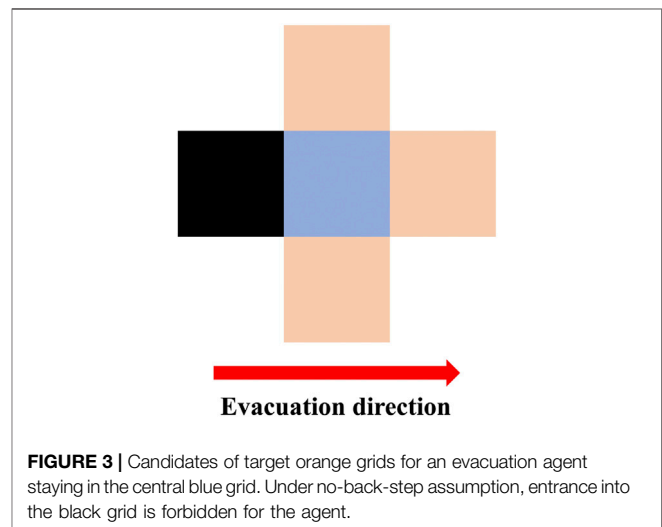 Evacuation direction
FIGURE 3 | Candidates of target orange grids for an evacuation agent
staying in the central blue grid. Under no-back-step assumption, entrance into
the black grid is forbidden for the agent.